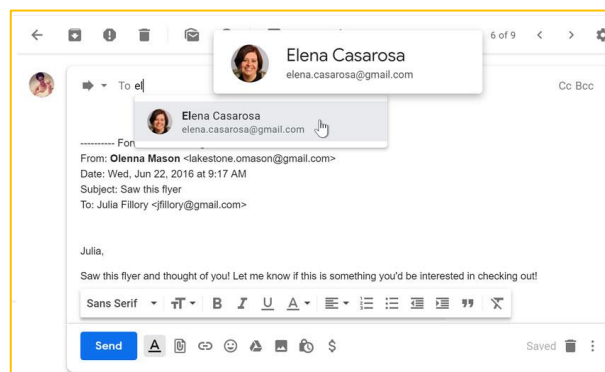 6 of 9
Elena Casarosa
elena.casarosa@gmail.com
To el
Cc Bcc
Elena Casarosa
elena.casarosa@gmail.com
---------- For
From: Olenna Mason <lakestone.omason@gmail.com>
Date: Wed, Jun 22, 2016 at 9:17 AM
Subject: Saw this flyer
To: Julia Fillory <jfillory@gmail.com>
Julia,
Saw this flyer and thought of you! Let me know if this is something you'd be interested in checking out!
Sans Serif
Send
Saved